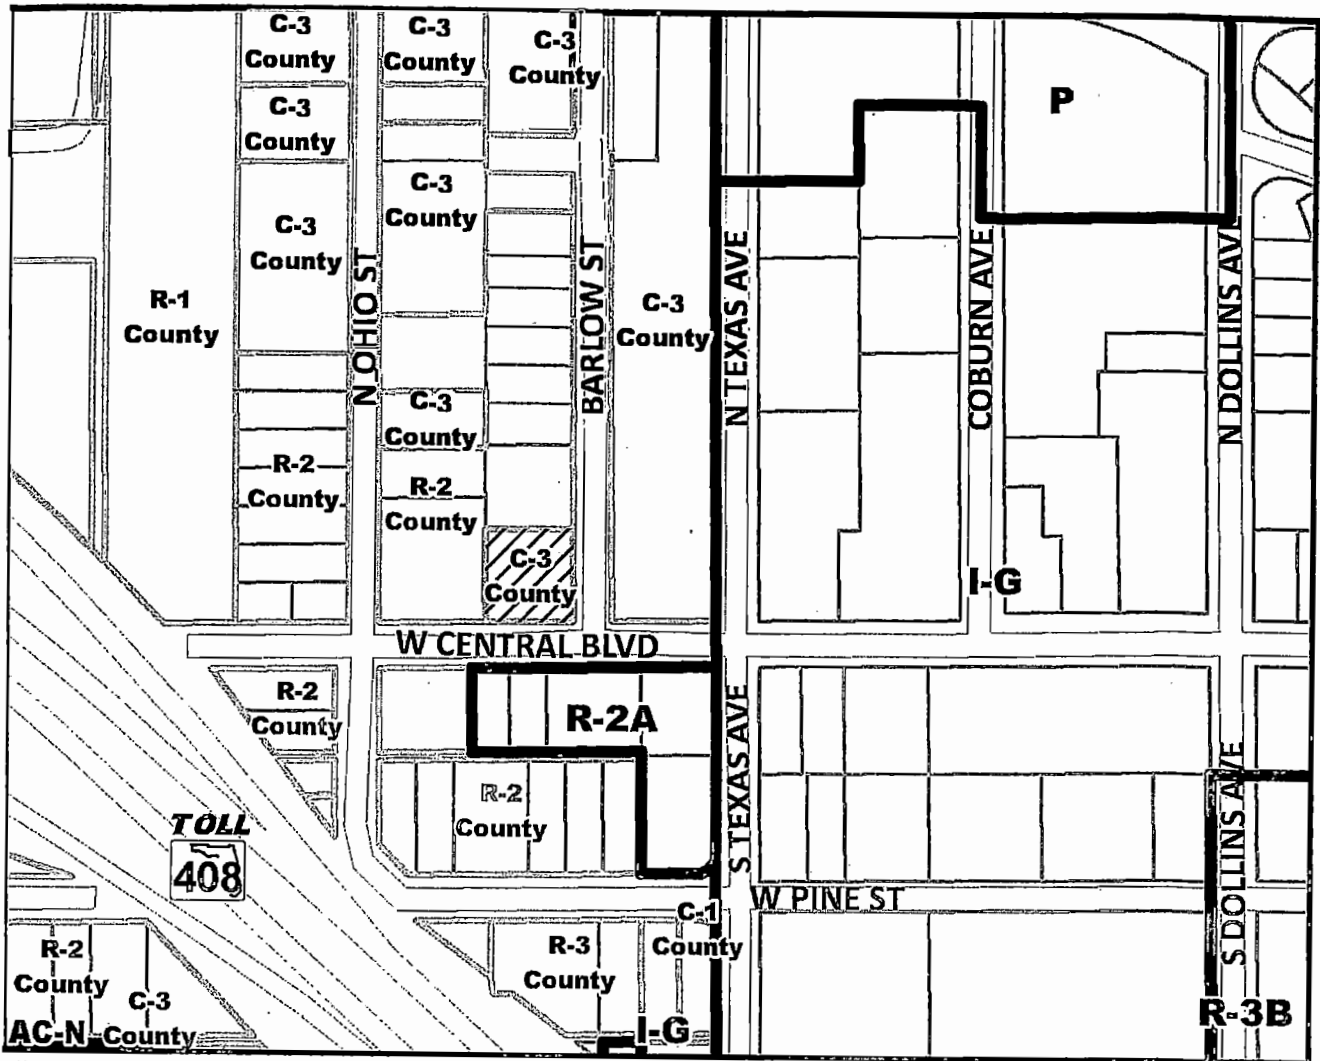 C-3
County
C-3
County
C-3
County
C-3
County
P
C-3
County
C-3
County
N OHIO ST
BARLOW ST
N TEXAS AVE
COBURN AVE
N DOLLINS AVE
R-1
County
C-3
County
C-3
County
R-2
County
R-2
County
C-3
County
I-G
W CENTRAL BLVD
R-2
County
R-2A
S TEXAS AVE
R-2
County
S DOLLINS AVE
TOLL
408
W PINE ST
C-1
County
R-2
County
R-3
County
C-3
County
AC-N
I-G
R-3B